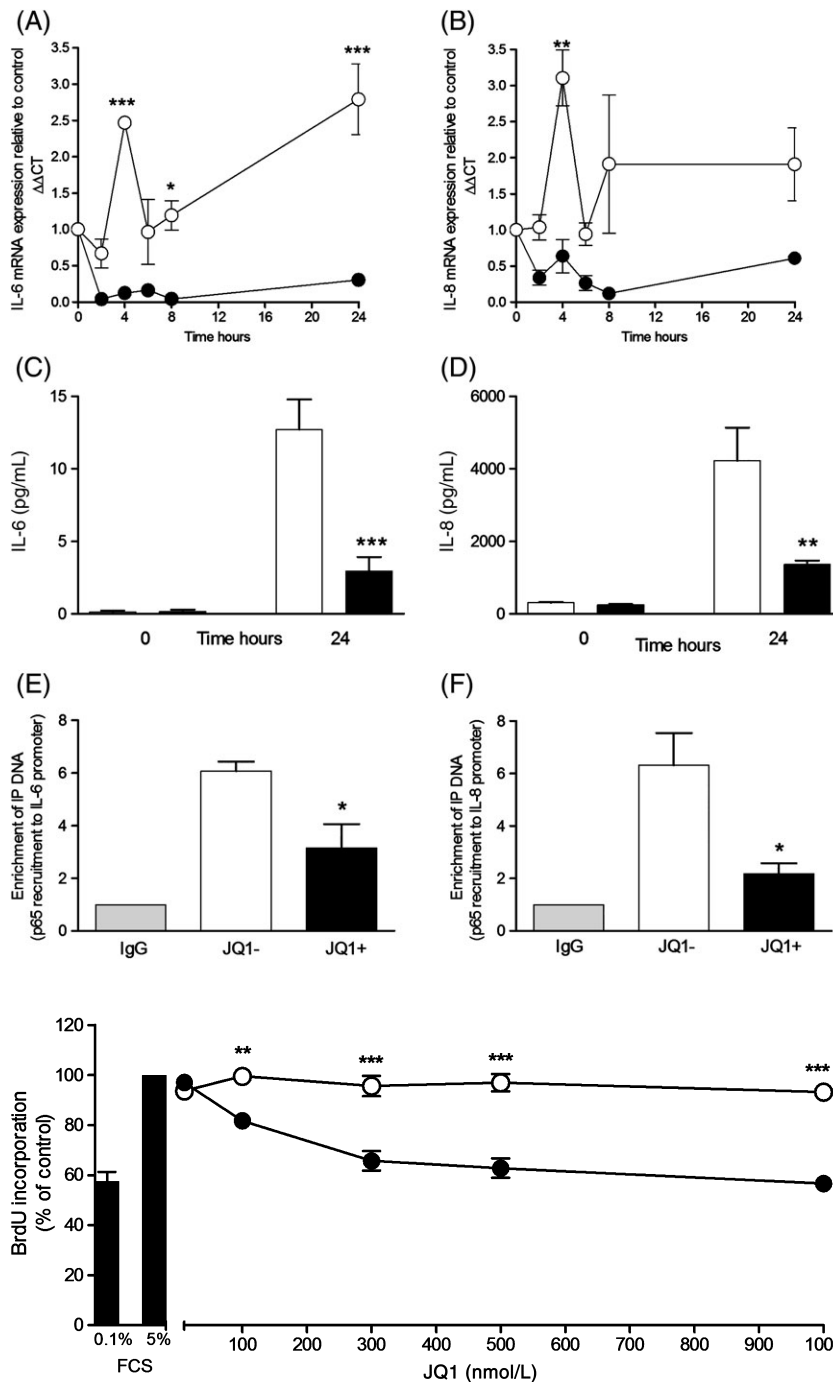 (A)
IL-6 mRNA expression relative to control
ΔΔCT
3.5
3.0
2.5
2.0
1.5
1.0
0.5
0.0
***
*
***
0 4 8 12 16 20 24
Time hours
(B)
IL-8 mRNA expression relative to control
ΔΔCT
3.5
3.0
2.5
2.0
1.5
1.0
0.5
0.0
**
0 4 8 12 16 20 24
Time hours
(C)
IL-6 (pg/mL)
15
10
5
0
***
0 Time hours 24
(D)
IL-8 (pg/mL)
6000
4000
2000
0
**
0 Time hours 24
(E)
Enrichment of IP DNA
(p65 recruitment to IL-6 promoter)
8
6
4
2
0
*
IgG JQ1- JQ1+
(F)
Enrichment of IP DNA
(p65 recruitment to IL-8 promoter)
8
6
4
2
0
*
IgG JQ1- JQ1+
BrdU incorporation
(% of control)
120
100
80
60
40
20
0
** *** *** ***
0.1% 5%
FCS
100 200 300 400 500 600 700 800 900 100
JQ1 (nmol/L)